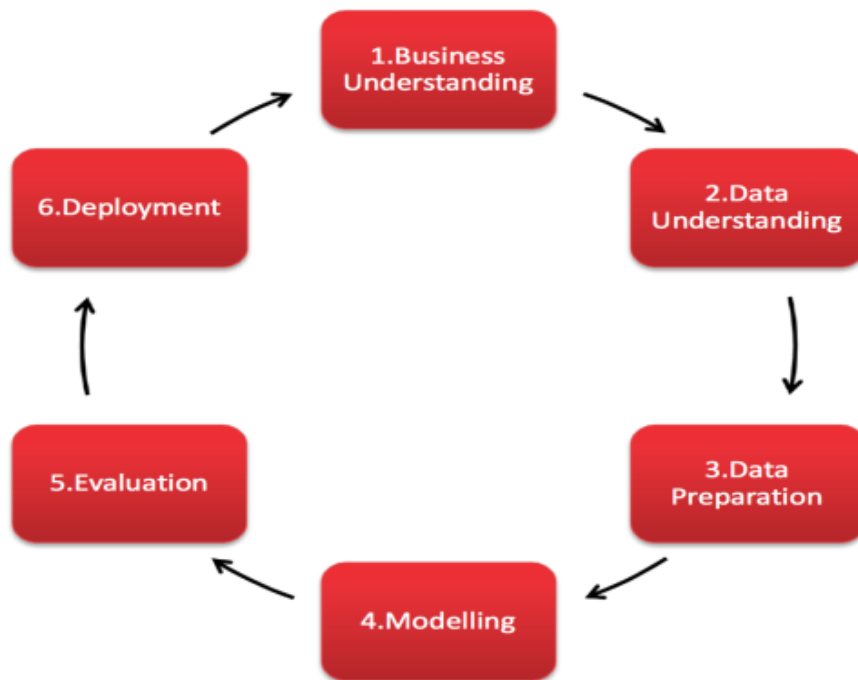 1.Business
Understanding
2.Data
Understanding
3.Data
Preparation
4.Modelling
5.Evaluation
6.Deployment